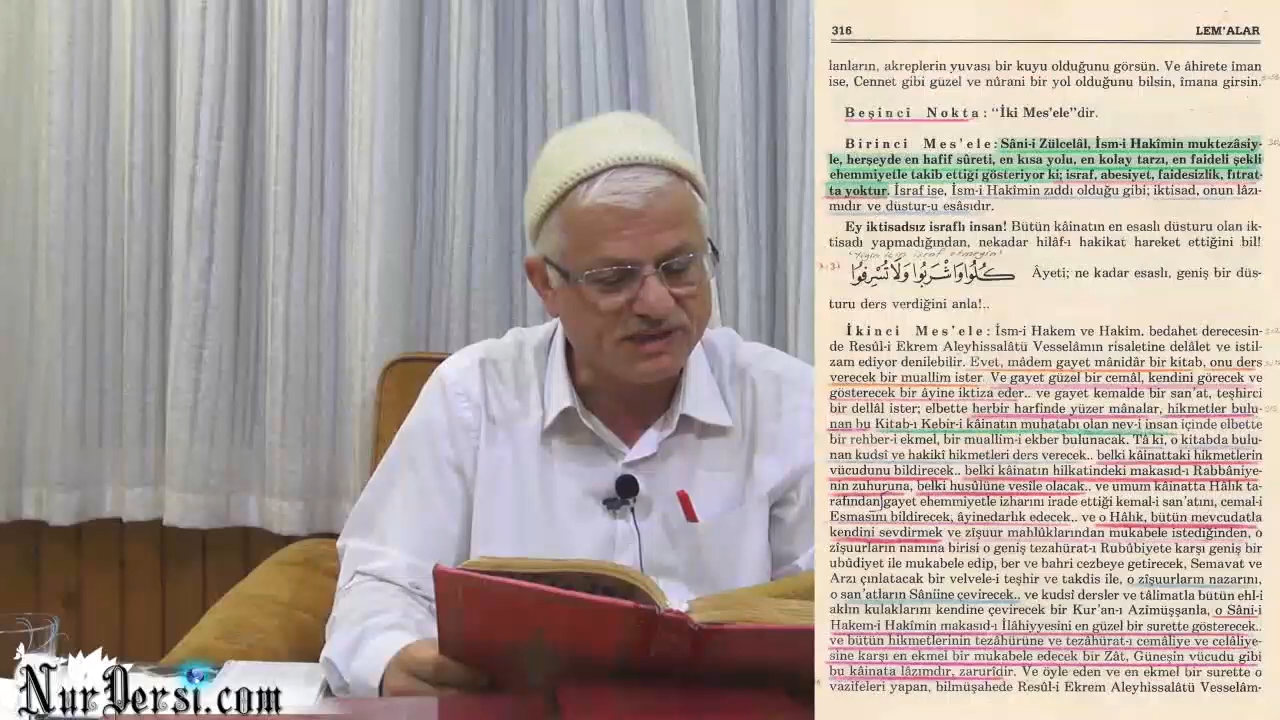 316 LEM'ALAR
lanların, akreplerin yuvası bir kuyu olduğunu görsün. Ve âhirete iman
ise, Cennet gibi güzel ve nûrani bir yol olduğunu bilsin, îmana girsin.
Beşinci Nokta: "İki Mes'ele"dir.
Birinci Mes'ele: Sâni-i Zülcelâl, İsm-i Hakîmin muktezâsiy-
le, herşeyde en hafif sûreti, en kısa yolu, en kolay tarzı, en faideli şekli
ehemmiyetle takib ettiği gösteriyor ki; israf, abesiyet, faidesizlik, fıtrat-
ta yoktur. İsraf ise, İsm-i Hakîmin zıddı olduğu gibi; iktisad, onun lâzı-
mıdır ve düstur-u esâsıdır.
Ey iktisadsız israflı insan! Bütün kâinatın en esaslı düsturu olan ik-
tisadı yapmadığından, nekadar hilâf-ı hakikat hareket ettiğini bil!
كُلُوا وَاشْرَبُوا وَلَا تُسْرِفُوا Âyeti; ne kadar esaslı, geniş bir düs-
turu ders verdiğini anla!..
İkinci Mes'ele: İsm-i Hakem ve Hakîm. bedahet derecesin-
de Resûl-i Ekrem Aleyhissalâtü Vesselâmın risaletine delâlet ve istil-
zam ediyor denilebilir. Evet, mâdem gayet mânidâr bir kitab, onu ders
verecek bir muallim ister. Ve gayet güzel bir cemâl, kendini görecek ve
gösterecek bir âyine iktiza eder.. ve gayet kemalde bir san'at, teşhirci
bir dellâl ister; elbette herbir harfinde yüzer mânalar, hikmetler bulu-
nan bu Kitab-ı Kebir-i kâinatın muhatabı olan nev-i insan içinde elbette
bir rehber-i ekmel, bir muallim-i ekber bulunacak. Tâ ki, o kitabda bulu-
nan kudsî ve hakikî hikmetleri ders verecek.. belki kâinattaki hikmetlerin
vücudunu bildirecek.. belki kâinatın hilkatindeki makasıd-ı Rabbâniye-
nin zuhuruna, belki husûlüne vesile olacak.. ve umum kâinatta Hâlık ta-
rafından gayet ehemmiyetle izharını irade ettiği kemal-i san'atını, cemal-i
Esmasını bildirecek, âyinedarlık edecek.. ve o Hâlık, bütün mevcudatla
kendini sevdirmek ve zîşuur mahlûklarından mukabele istediğinden, o
zîşuurların namına birisi o geniş tezahürat-ı Rubûbiyete karşı geniş bir
ubûdiyet ile mukabele edip, ber ve bahri cezbeye getirecek, Semavat ve
Arzı çınlatacak bir velvele-i teşhir ve takdis ile, o zîşuurların nazarını,
o san'atların Sâniine çevirecek.. ve kudsî dersler ve tâlimatla bütün ehl-i
aklın kulaklarını kendine çevirecek bir Kur'an-ı Azîmüşşanla, o Sâni-i
Hakem-i Hakîmin makasıd-ı İlâhiyyesini en güzel bir surette gösterecek..
ve bütün hikmetlerinin tezâhürüne ve tezâhürat-ı cemâliye ve celâliye-
sine karşı en ekmel bir mukabele edecek bir Zât, Güneşin vücudu gibi
bu kâinata lâzımdır, zarurîdir. Ve öyle eden ve en ekmel bir surette o
vazifeleri yapan, bilmüşahede Resûl-i Ekrem Aleyhissalâtü Vesselâm-
NurDersi.com